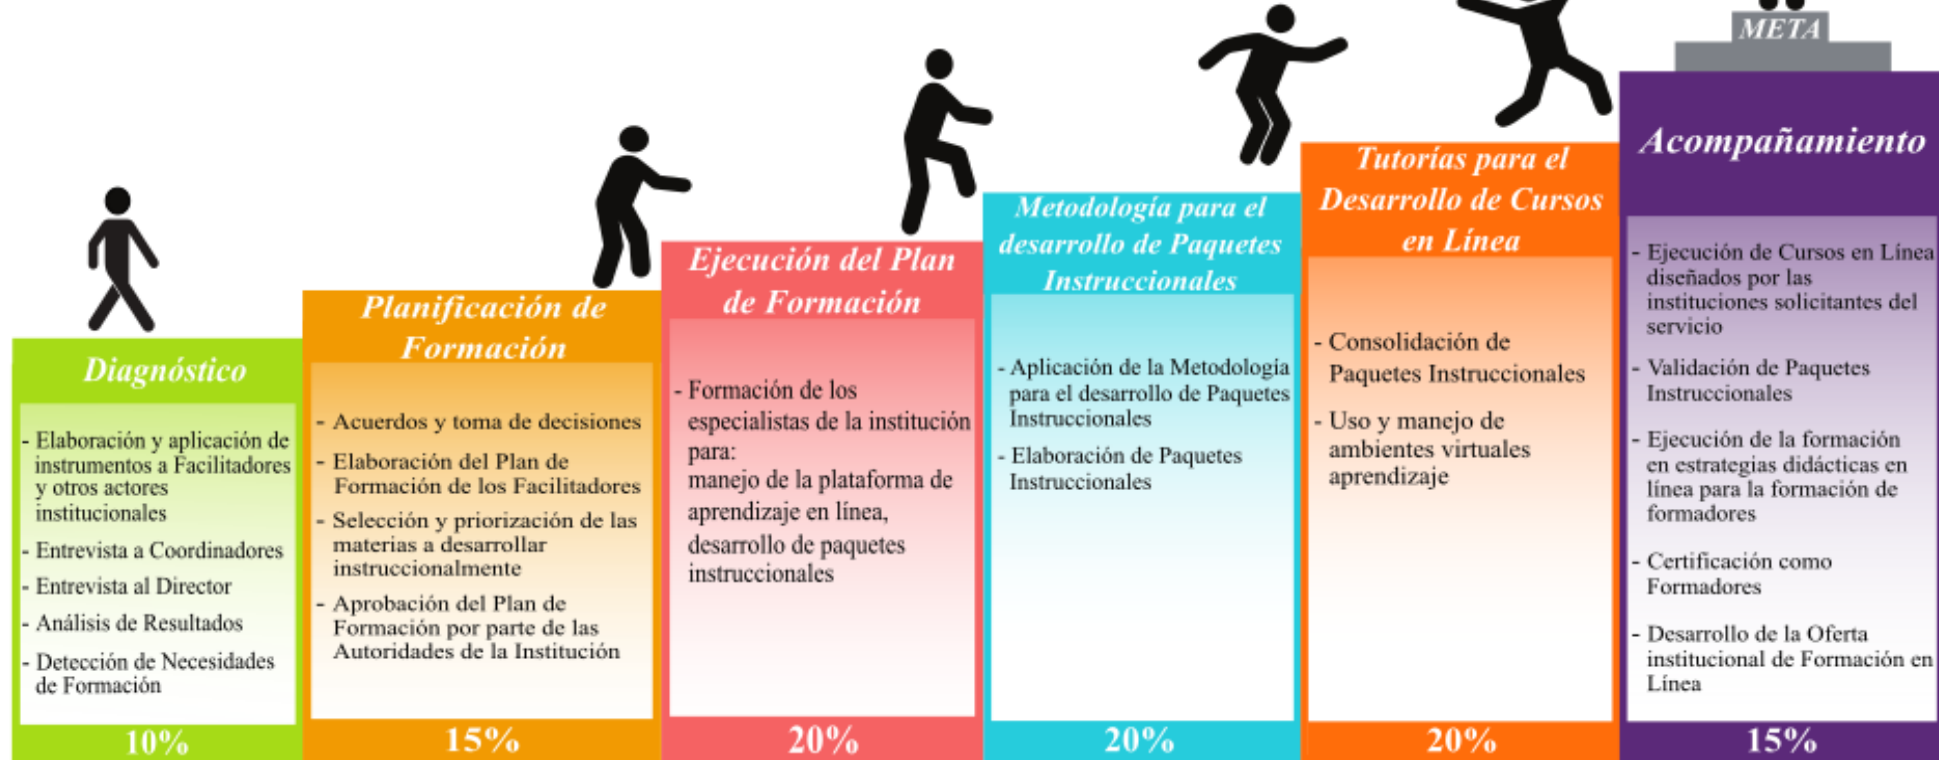 META
Diagnóstico
- Elaboración y aplicación de
instrumentos a Facilitadores
y otros actores
institucionales
- Entrevista a Coordinadores
- Entrevista al Director
- Análisis de Resultados
- Detección de Necesidades
de Formación
10%
Planificación de
Formación
- Acuerdos y toma de decisiones
- Elaboración del Plan de
Formación de los Facilitadores
- Selección y priorización de las
materias a desarrollar
instruccionalmente
- Aprobación del Plan de
Formación por parte de las
Autoridades de la Institución
15%
Ejecución del Plan
de Formación
- Formación de los
especialistas de la institución
para:
manejo de la plataforma de
aprendizaje en línea,
desarrollo de paquetes
instruccionales
20%
Metodología para el
desarrollo de Paquetes
Instruccionales
- Aplicación de la Metodología
para el desarrollo de Paquetes
Instruccionales
- Elaboración de Paquetes
Instruccionales
20%
Tutorías para el
Desarrollo de Cursos
en Línea
- Consolidación de
Paquetes Instruccionales
- Uso y manejo de
ambientes virtuales
aprendizaje
20%
Acompañamiento
- Ejecución de Cursos en Línea
diseñados por las
instituciones solicitantes del
servicio
- Validación de Paquetes
Instruccionales
- Ejecución de la formación
en estrategias didácticas en
línea para la formación de
formadores
- Certificación como
Formadores
- Desarrollo de la Oferta
institucional de Formación en
Línea
15%